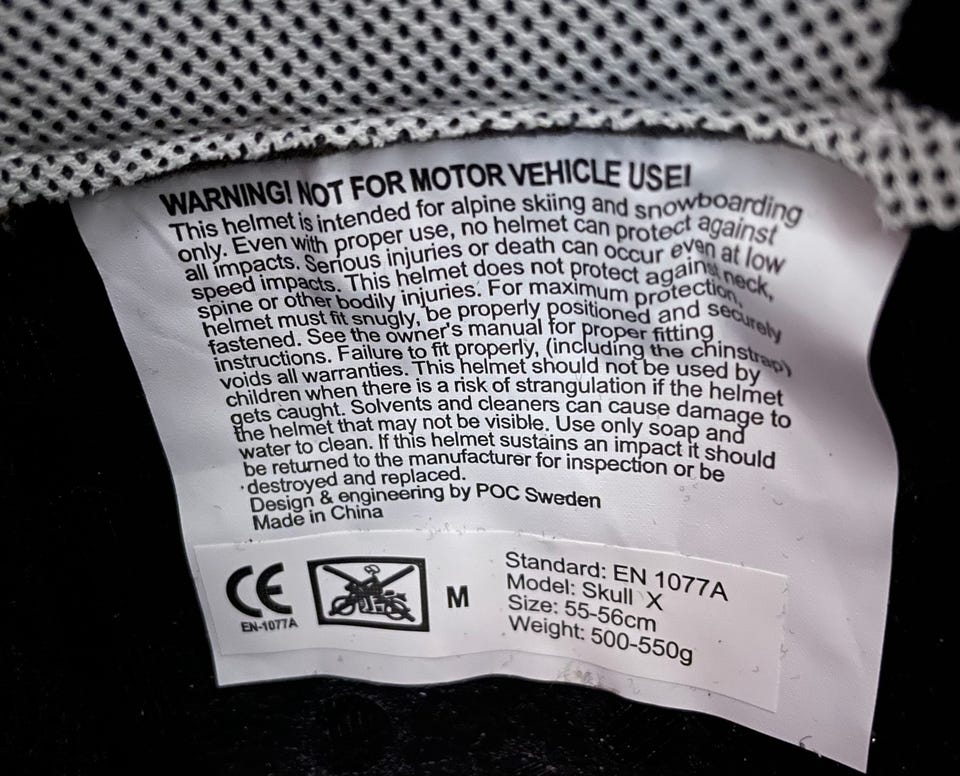 WARNING! NOT FOR MOTOR VEHICLE USE!
This helmet is intended for alpine skiing and snowboarding
only. Even with proper use, no helmet can protect against
all impacts. Serious injuries or death can occur even at low
speed impacts. This helmet does not protect against neck,
spine or other bodily injuries. For maximum protection,
helmet must fit snugly, be properly positioned and securely
fastened. See the owner's manual for proper fitting
instructions. Failure to fit properly, (including the chinstrap)
voids all warranties. This helmet should not be used by
children when there is a risk of strangulation if the helmet
gets caught. Solvents and cleaners can cause damage to
the helmet that may not be visible. Use only soap and
water to clean. If this helmet sustains an impact it should
be returned to the manufacturer for inspection or be
destroyed and replaced.
Design & engineering by POC Sweden
Made in China
CE
EN-1077A
M
Standard: EN 1077A
Model: Skull X
Size: 55-56cm
Weight: 500-550g